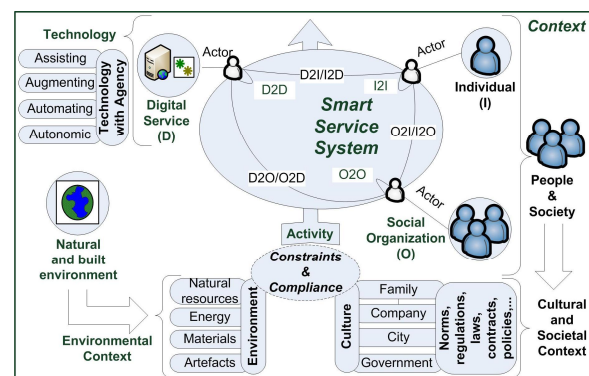 Technology
Assisting
Augmenting
Automating
Autonomic
Technology
with Agency
Digital
Service
(D)
Actor
D2D
D2I/I2D
I2I
Actor
Individual
(I)
Context
Smart
Service
System
O2I/I2O
D2O/O2D
O2O
Actor
Social
Organization
(O)
People
&
Society
Activity
Constraints
&
Compliance
Natural
and built
environment
Environmental
Context
Natural
resources
Energy
Materials
Artefacts
Environment
Culture
Family
Company
City
Government
Norms,
regulations,
laws,
contracts,
policies,...
Cultural
and
Societal
Context